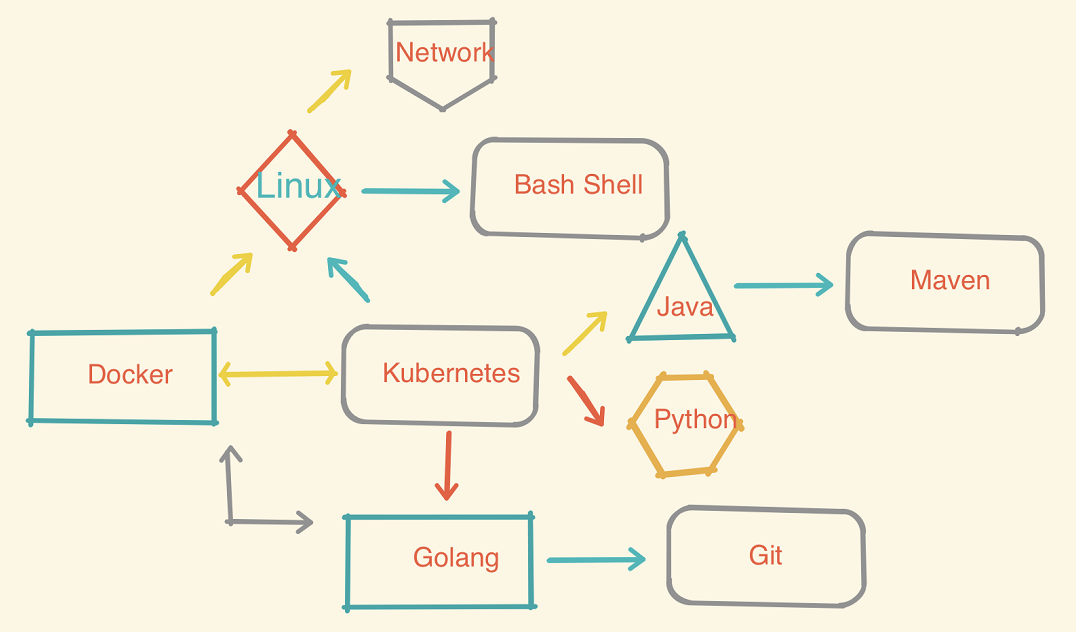 Network
Linux
Bash Shell
Java
Maven
Docker
Kubernetes
Python
Golang
Git